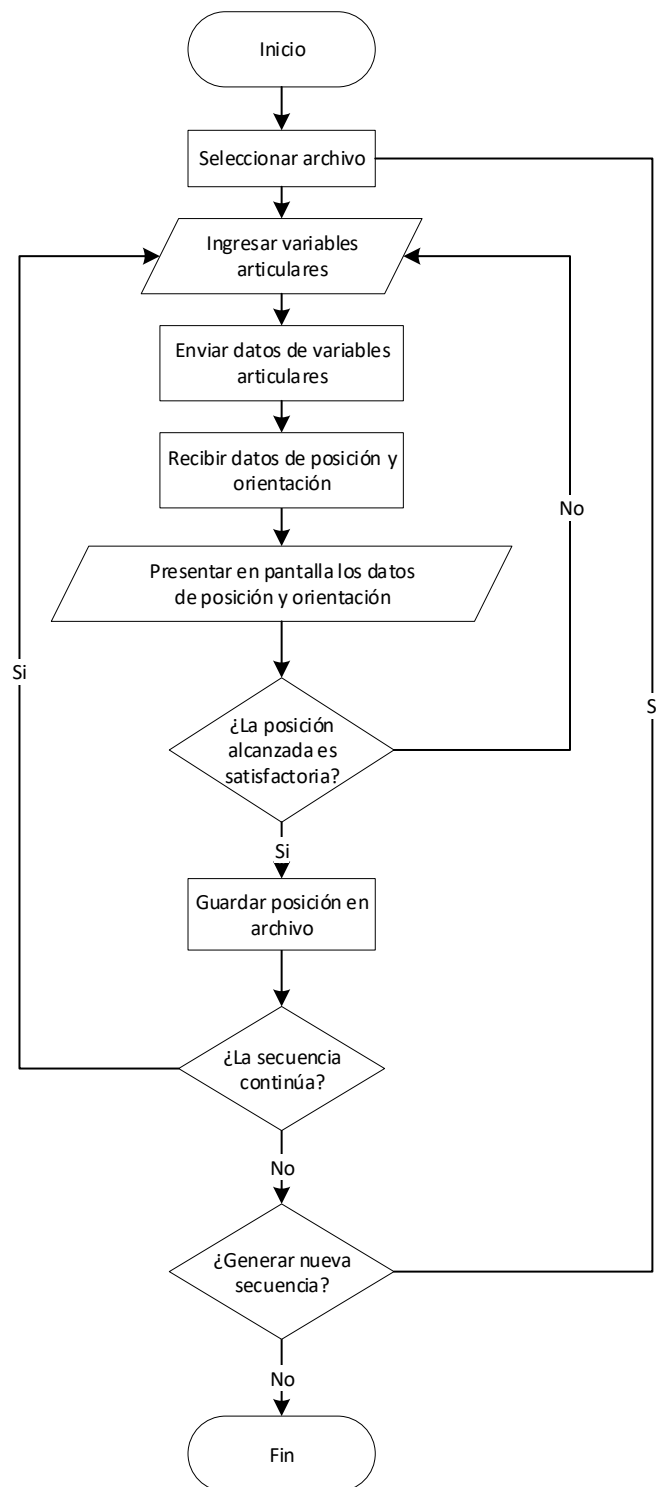 Inicio
Seleccionar archivo
Ingresar variables
articulares
Enviar datos de variables
articulares
Recibir datos de posición y
orientación
No
Presentar en pantalla los datos
de posición y orientación
Si
S
¿La posición
alcanzada es
satisfactoria?
Si
Guardar posición en
archivo
¿La secuencia
continúa?
No
¿Generar nueva
secuencia?
No
Fin